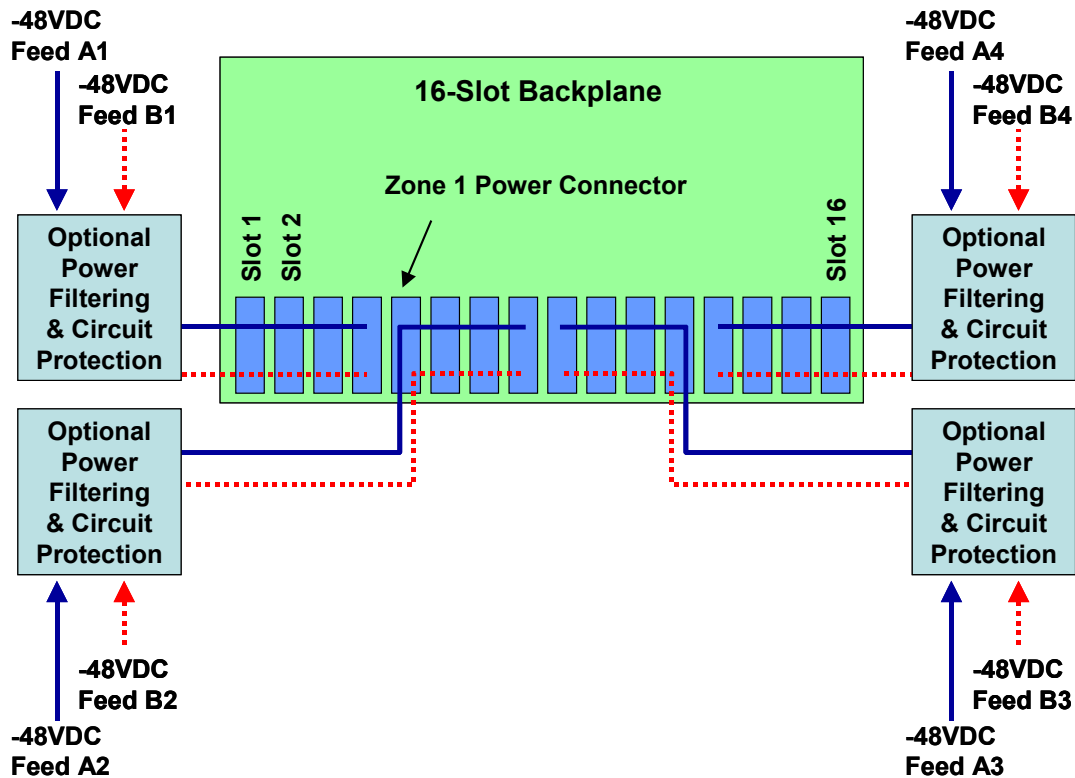 -48VDC
Feed A1
-48VDC
Feed B1
-48VDC
Feed A4
-48VDC
Feed B4
16-Slot Backplane
Zone 1 Power Connector
Slot 1
Slot 2
Slot 16
Optional
Power
Filtering
& Circuit
Protection
Optional
Power
Filtering
& Circuit
Protection
Optional
Power
Filtering
& Circuit
Protection
Optional
Power
Filtering
& Circuit
Protection
-48VDC
Feed B2
-48VDC
Feed A2
-48VDC
Feed B3
-48VDC
Feed A3